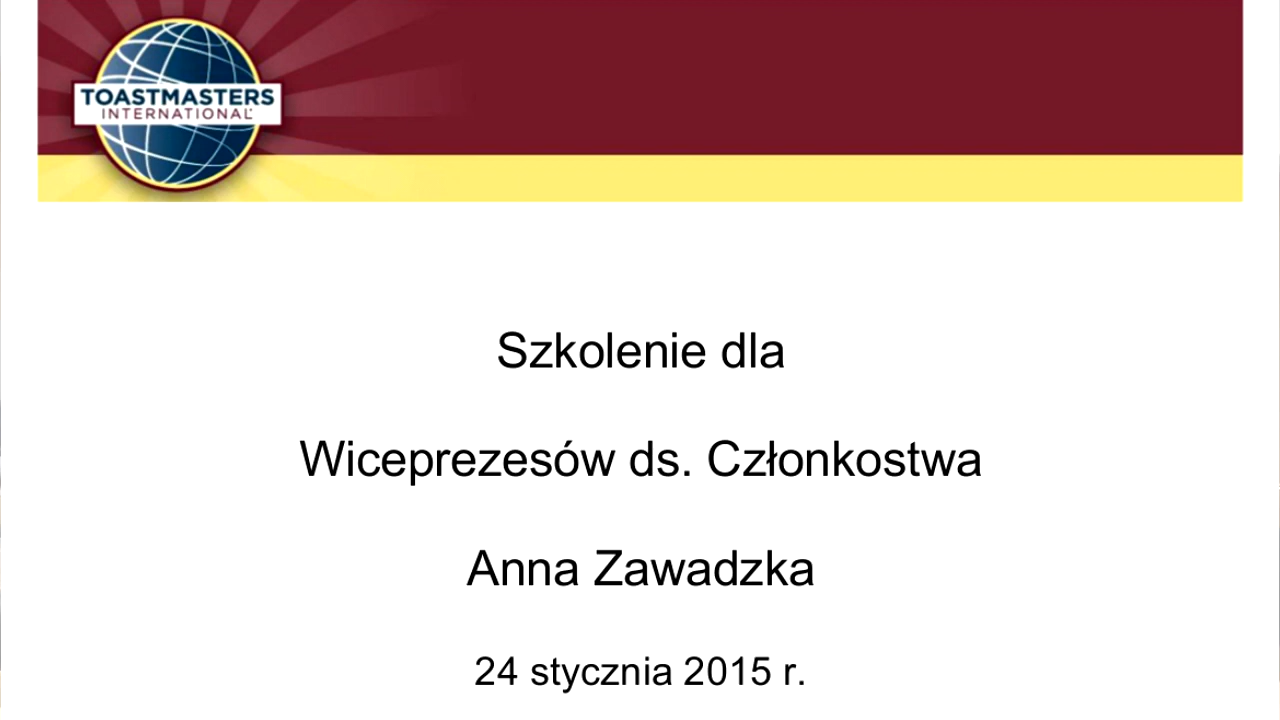 TOASTMASTERS
INTERNATIONAL
Szkolenie dla
Wiceprezesów ds. Członkostwa
Anna Zawadzka
24 stycznia 2015 r.